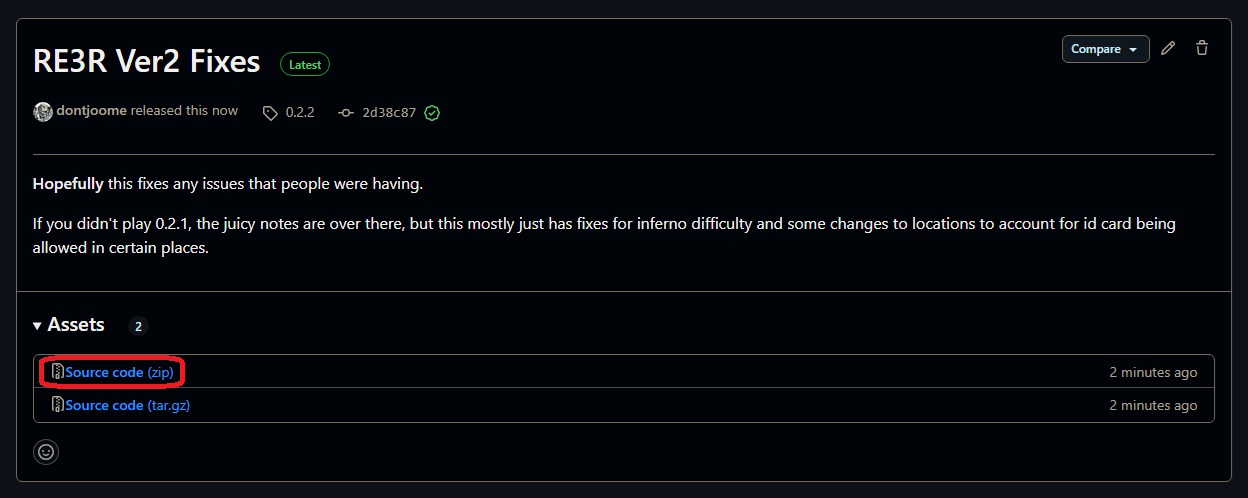 RE3R Ver2 Fixes Latest Compare
dontjoome released this now 0.2.2 2d38c87
Hopefully this fixes any issues that people were having.
If you didn't play 0.2.1, the juicy notes are over there, but this mostly just has fixes for inferno difficulty and some changes to locations to account for id card being
allowed in certain places.
Assets 2
Source code (zip) 2 minutes ago
Source code (tar.gz) 2 minutes ago